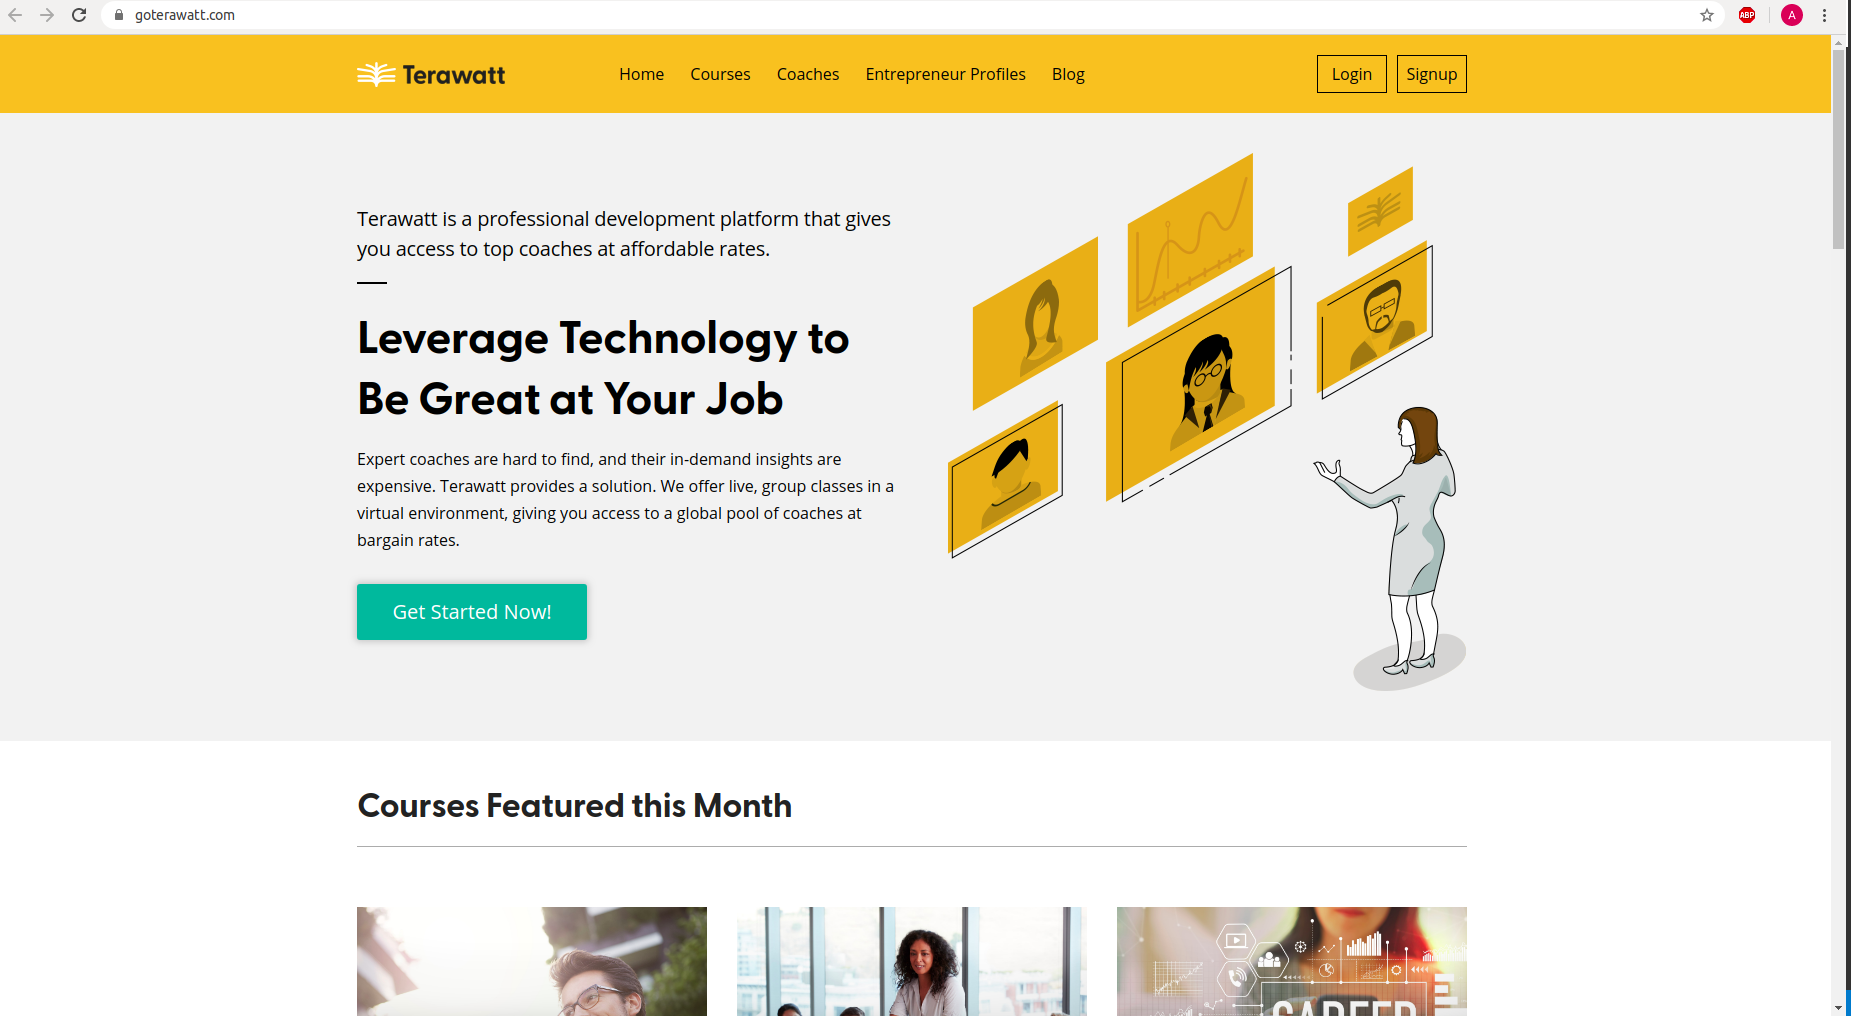 goterawatt.com
ABP
A
Terawatt
Home Courses Coaches Entrepreneur Profiles Blog
Login Signup
Terawatt is a professional development platform that gives
you access to top coaches at affordable rates.
Leverage Technology to
Be Great at Your Job
Expert coaches are hard to find, and their in-demand insights are
expensive. Terawatt provides a solution. We offer live, group classes in a
virtual environment, giving you access to a global pool of coaches at
bargain rates.
Get Started Now!
Courses Featured this Month
CAREER